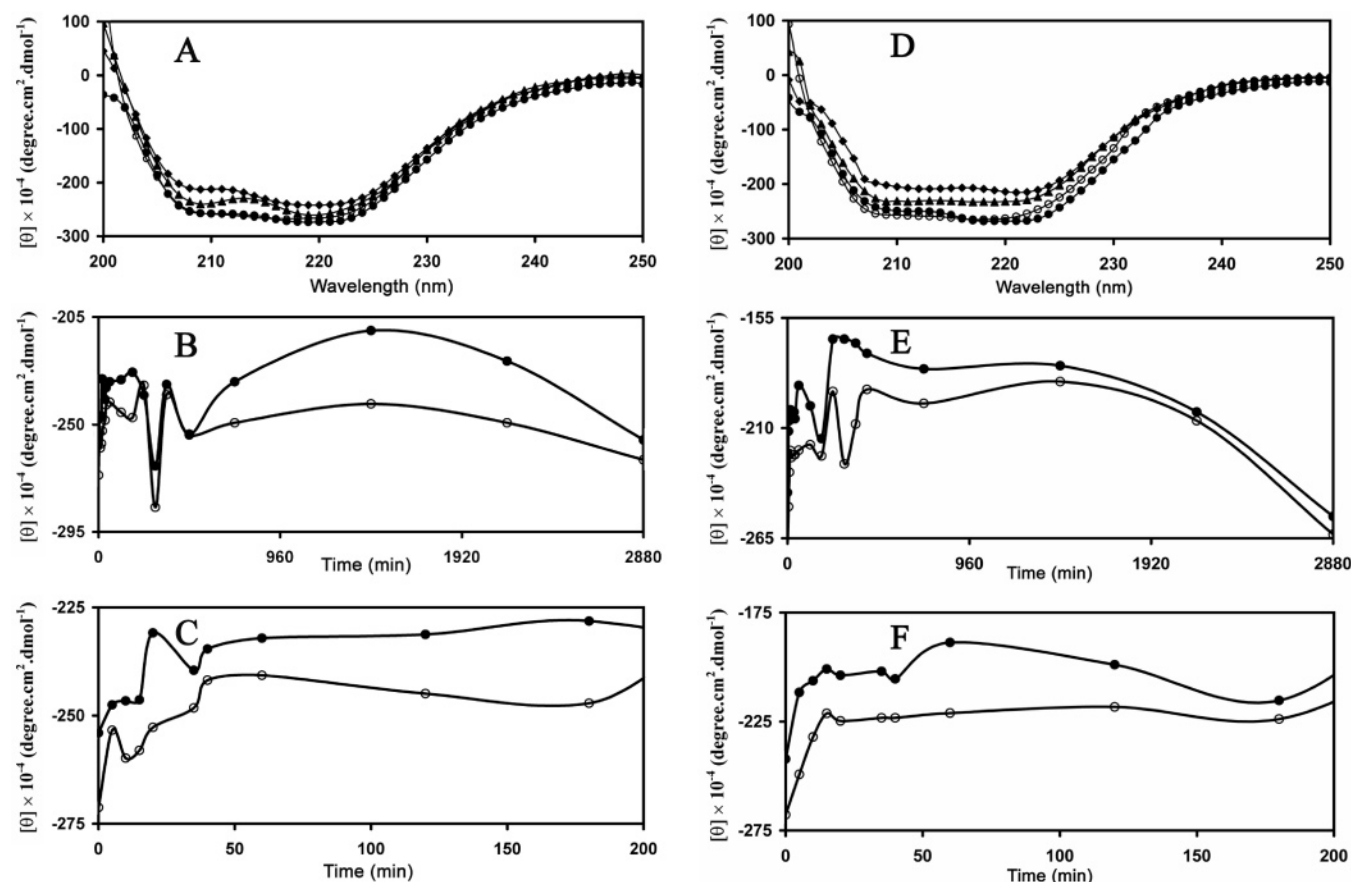 A
[θ] × 10⁻⁴ (degree.cm².dmol⁻¹)
100
0
-100
-200
-300
200
210
220
230
240
250
Wavelength (nm)
D
[θ] × 10⁻⁴ (degree.cm².dmol⁻¹)
100
0
-100
-200
-300
200
210
220
230
240
250
Wavelength (nm)
B
[θ] × 10⁻⁴ (degree.cm².dmol⁻¹)
-205
-250
-295
0
960
1920
2880
Time (min)
E
[θ] × 10⁻⁴ (degree.cm².dmol⁻¹)
-155
-210
-265
0
960
1920
2880
Time (min)
C
[θ] × 10⁻⁴ (degree.cm².dmol⁻¹)
-225
-250
-275
0
50
100
150
200
Time (min)
F
[θ] × 10⁻⁴ (degree.cm².dmol⁻¹)
-175
-225
-275
0
50
100
150
200
Time (min)